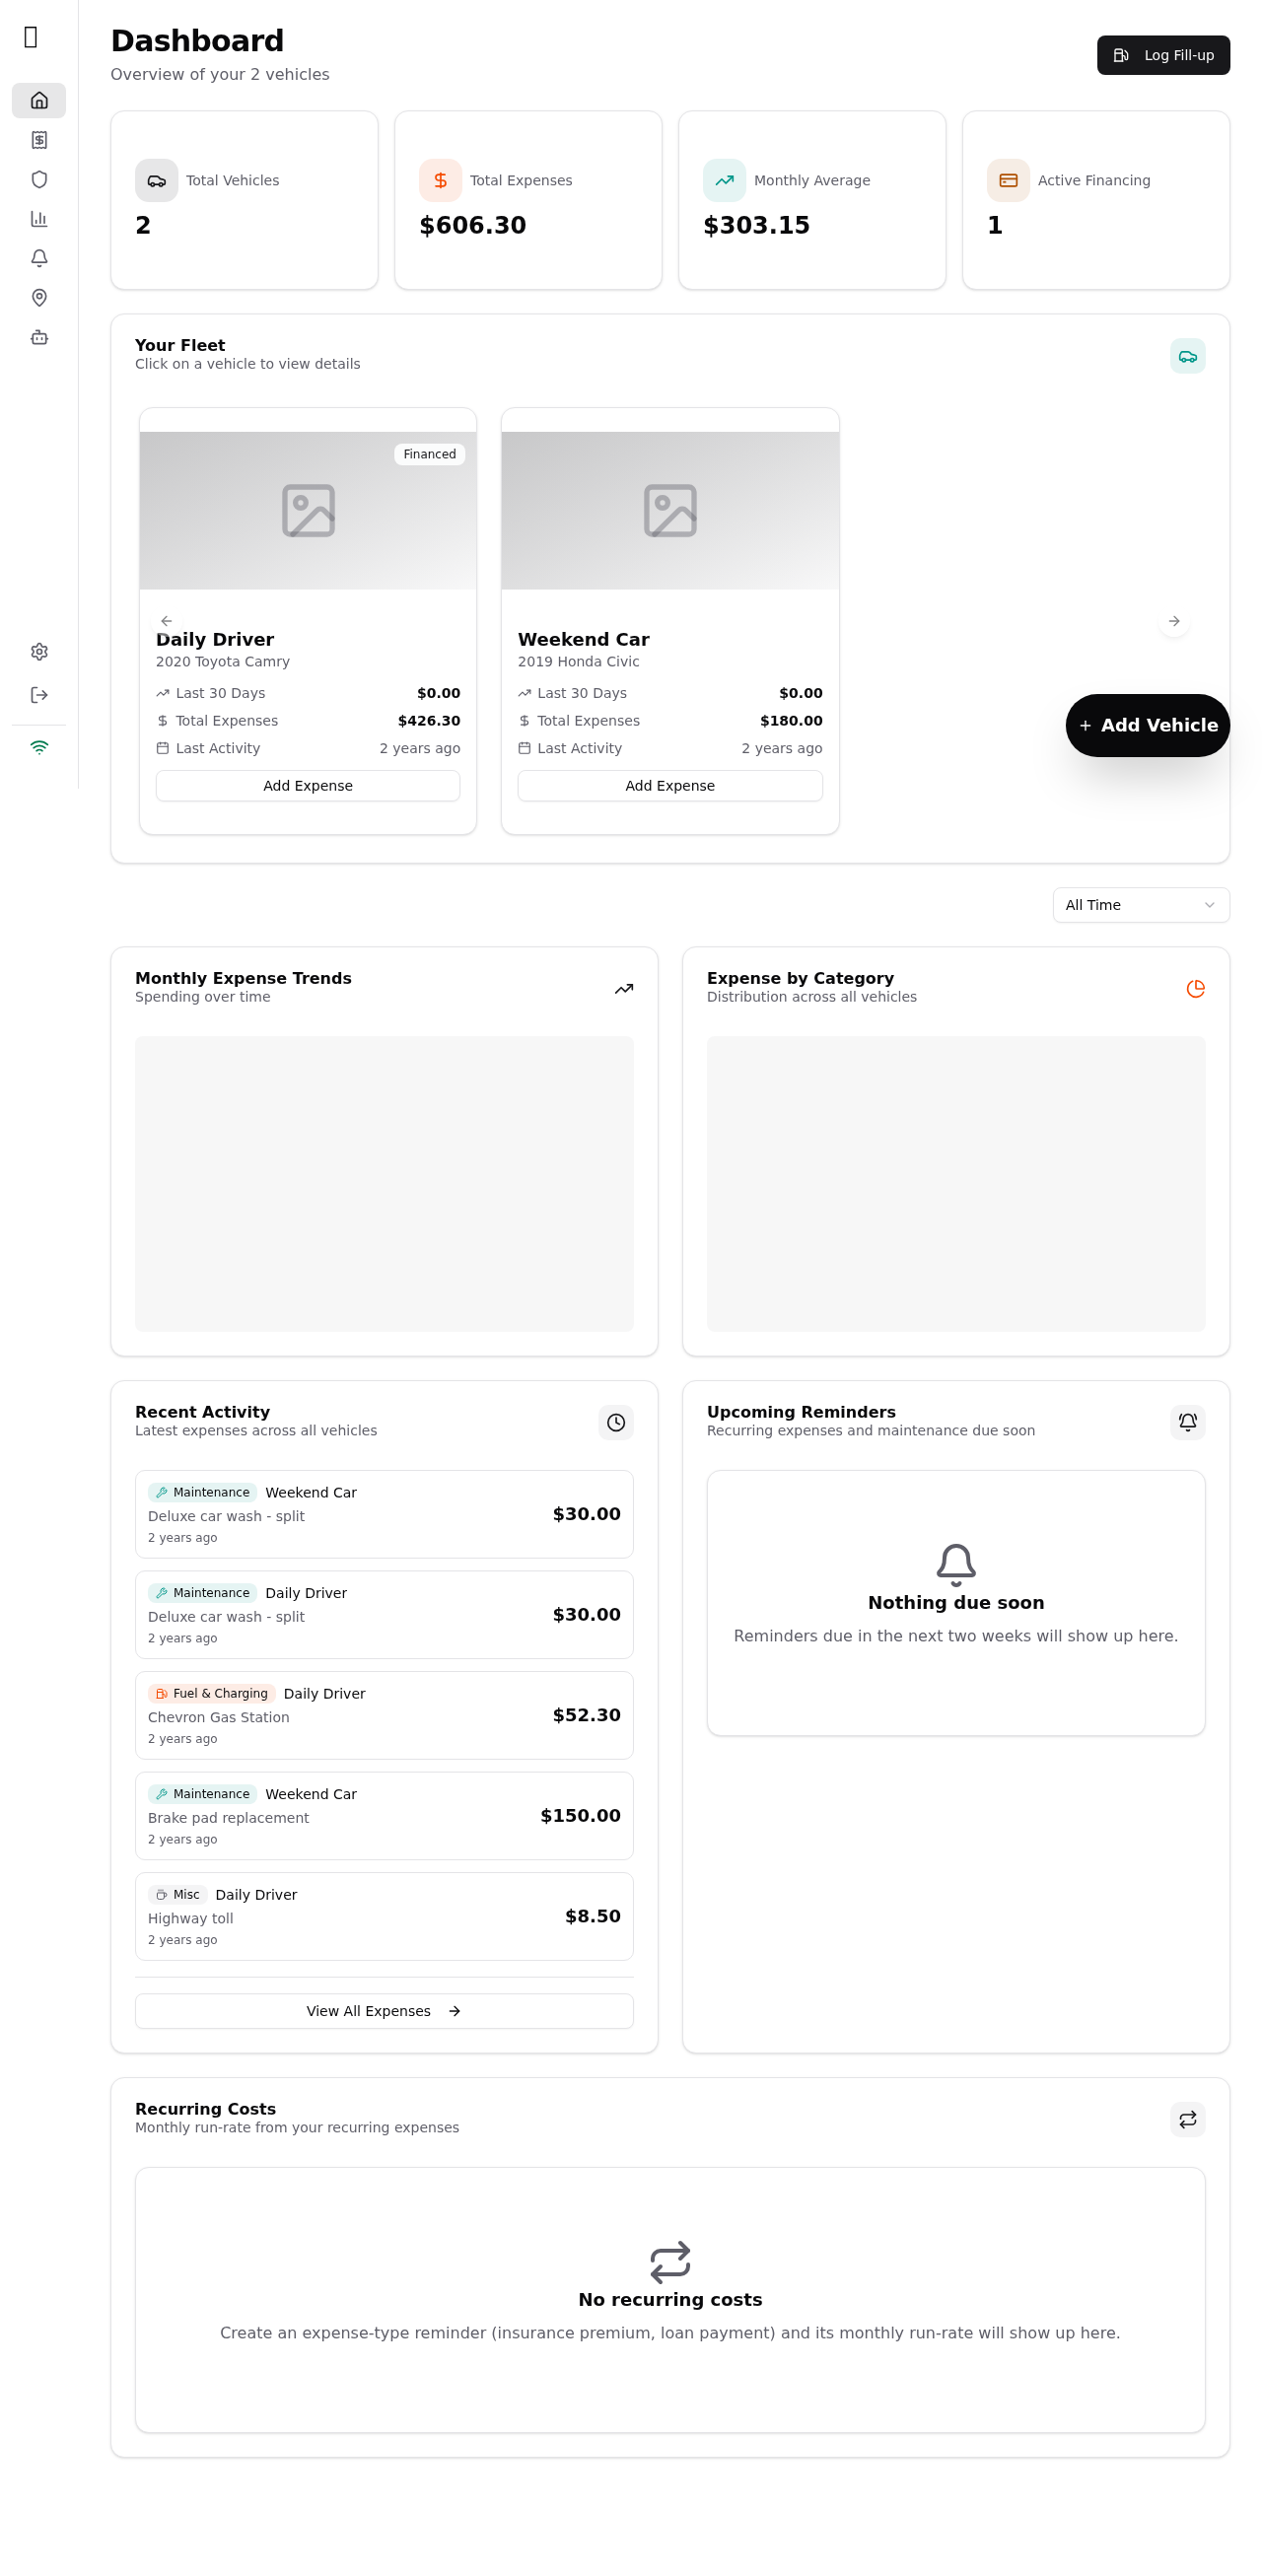 Dashboard
Overview of your 2 vehicles
Log Fill-up
Total Vehicles
2
Total Expenses
$606.30
Monthly Average
$303.15
Active Financing
1
Your Fleet
Click on a vehicle to view details
Financed
Daily Driver
2020 Toyota Camry
Last 30 Days $0.00
Total Expenses $426.30
Last Activity 2 years ago
Add Expense
Weekend Car
2019 Honda Civic
Last 30 Days $0.00
Total Expenses $180.00
Last Activity 2 years ago
Add Expense
+ Add Vehicle
All Time
Monthly Expense Trends
Spending over time
Expense by Category
Distribution across all vehicles
Recent Activity
Latest expenses across all vehicles
Maintenance Weekend Car
Deluxe car wash - split
2 years ago
$30.00
Maintenance Daily Driver
Deluxe car wash - split
2 years ago
$30.00
Fuel & Charging Daily Driver
Chevron Gas Station
2 years ago
$52.30
Maintenance Weekend Car
Brake pad replacement
2 years ago
$150.00
Misc Daily Driver
Highway toll
2 years ago
$8.50
View All Expenses
Upcoming Reminders
Recurring expenses and maintenance due soon
Nothing due soon
Reminders due in the next two weeks will show up here.
Recurring Costs
Monthly run-rate from your recurring expenses
No recurring costs
Create an expense-type reminder (insurance premium, loan payment) and its monthly run-rate will show up here.